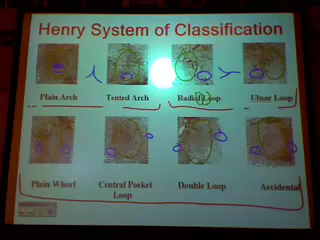 Henry System of Classification
Plain Arch
Tented Arch
Radial Loop
Ulnar Loop
Plain Whorl
Central Pocket
Loop
Double Loop
Accidental